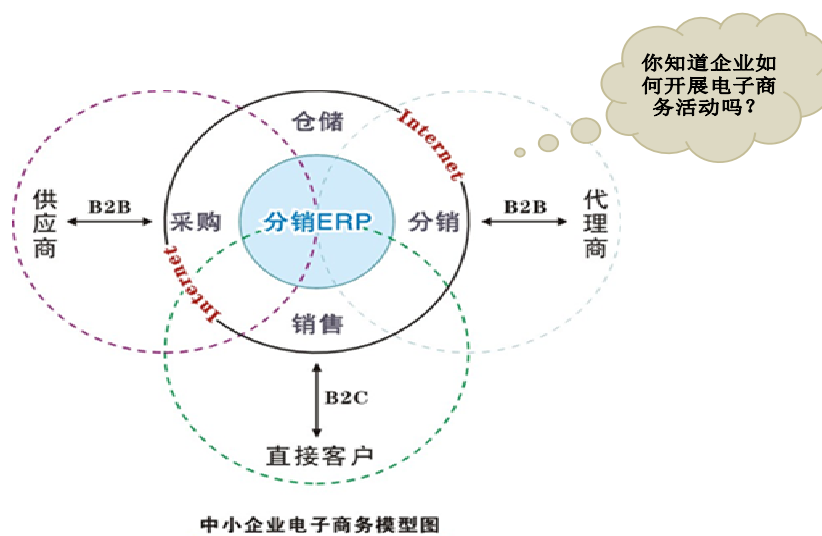 你知道企业如
何开展电子商
务活动吗？
仓储
Internet
供应商
B2B
采购
分销ERP
分销
B2B
代理商
Internet
销售
B2C
直接客户
中小企业电子商务模型图